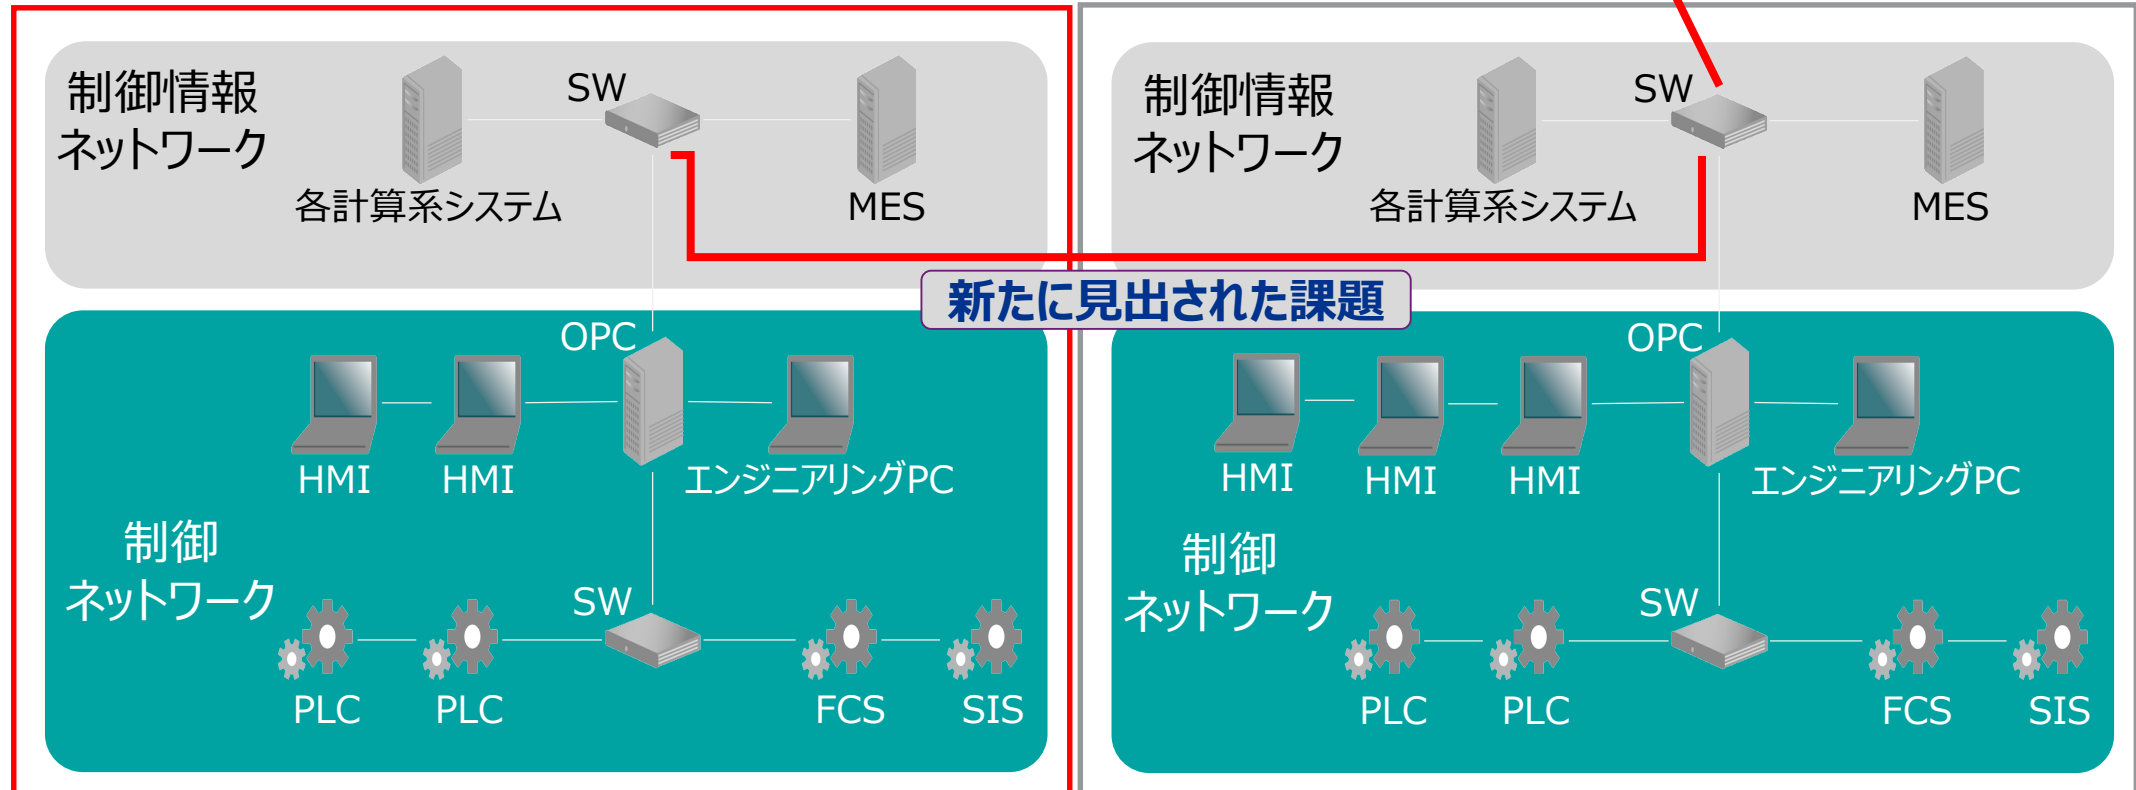 制御情報
ネットワーク
SW
各計算系システム
MES
制御情報
ネットワーク
SW
各計算系システム
MES
新たに見出された課題
OPC
HMI
HMI
エンジニアリングPC
制御
ネットワーク
SW
PLC
PLC
FCS
SIS
OPC
HMI
HMI
HMI
エンジニアリングPC
制御
ネットワーク
SW
PLC
PLC
FCS
SIS